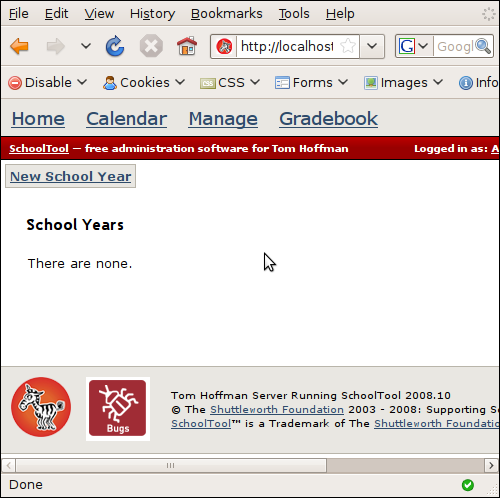 File Edit View History Bookmarks Tools Help
http://localhost G Googl
Disable Cookies CSS Forms Images Info
Home Calendar Manage Gradebook
SchoolTool — free administration software for Tom Hoffman Logged in as: A
New School Year
School Years
There are none.
Tom Hoffman Server Running SchoolTool 2008.10
© The Shuttleworth Foundation 2003 - 2008: Supporting S
SchoolTool™ is a Trademark of The Shuttleworth Foundatio
Bugs
Done